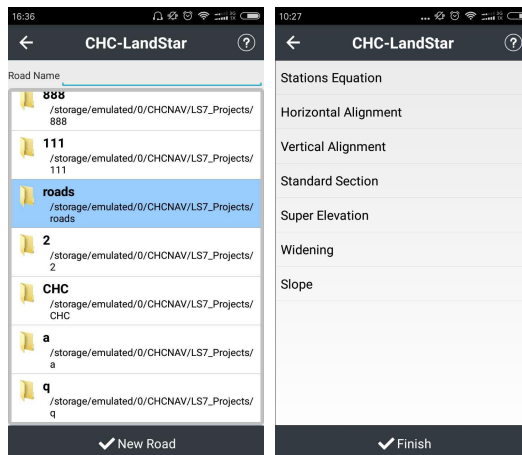 16:36
CHC-LandStar
?
Road Name
888
/storage/emulated/0/CHCNAV/LS7_Projects/
888
111
/storage/emulated/0/CHCNAV/LS7_Projects/
111
roads
/storage/emulated/0/CHCNAV/LS7_Projects/
roads
2
/storage/emulated/0/CHCNAV/LS7_Projects/
2
CHC
/storage/emulated/0/CHCNAV/LS7_Projects/
CHC
a
/storage/emulated/0/CHCNAV/LS7_Projects/
a
q
/storage/emulated/0/CHCNAV/LS7_Projects/
q
New Road
10:27
...
CHC-LandStar
?
Stations Equation
Horizontal Alignment
Vertical Alignment
Standard Section
Super Elevation
Widening
Slope
Finish